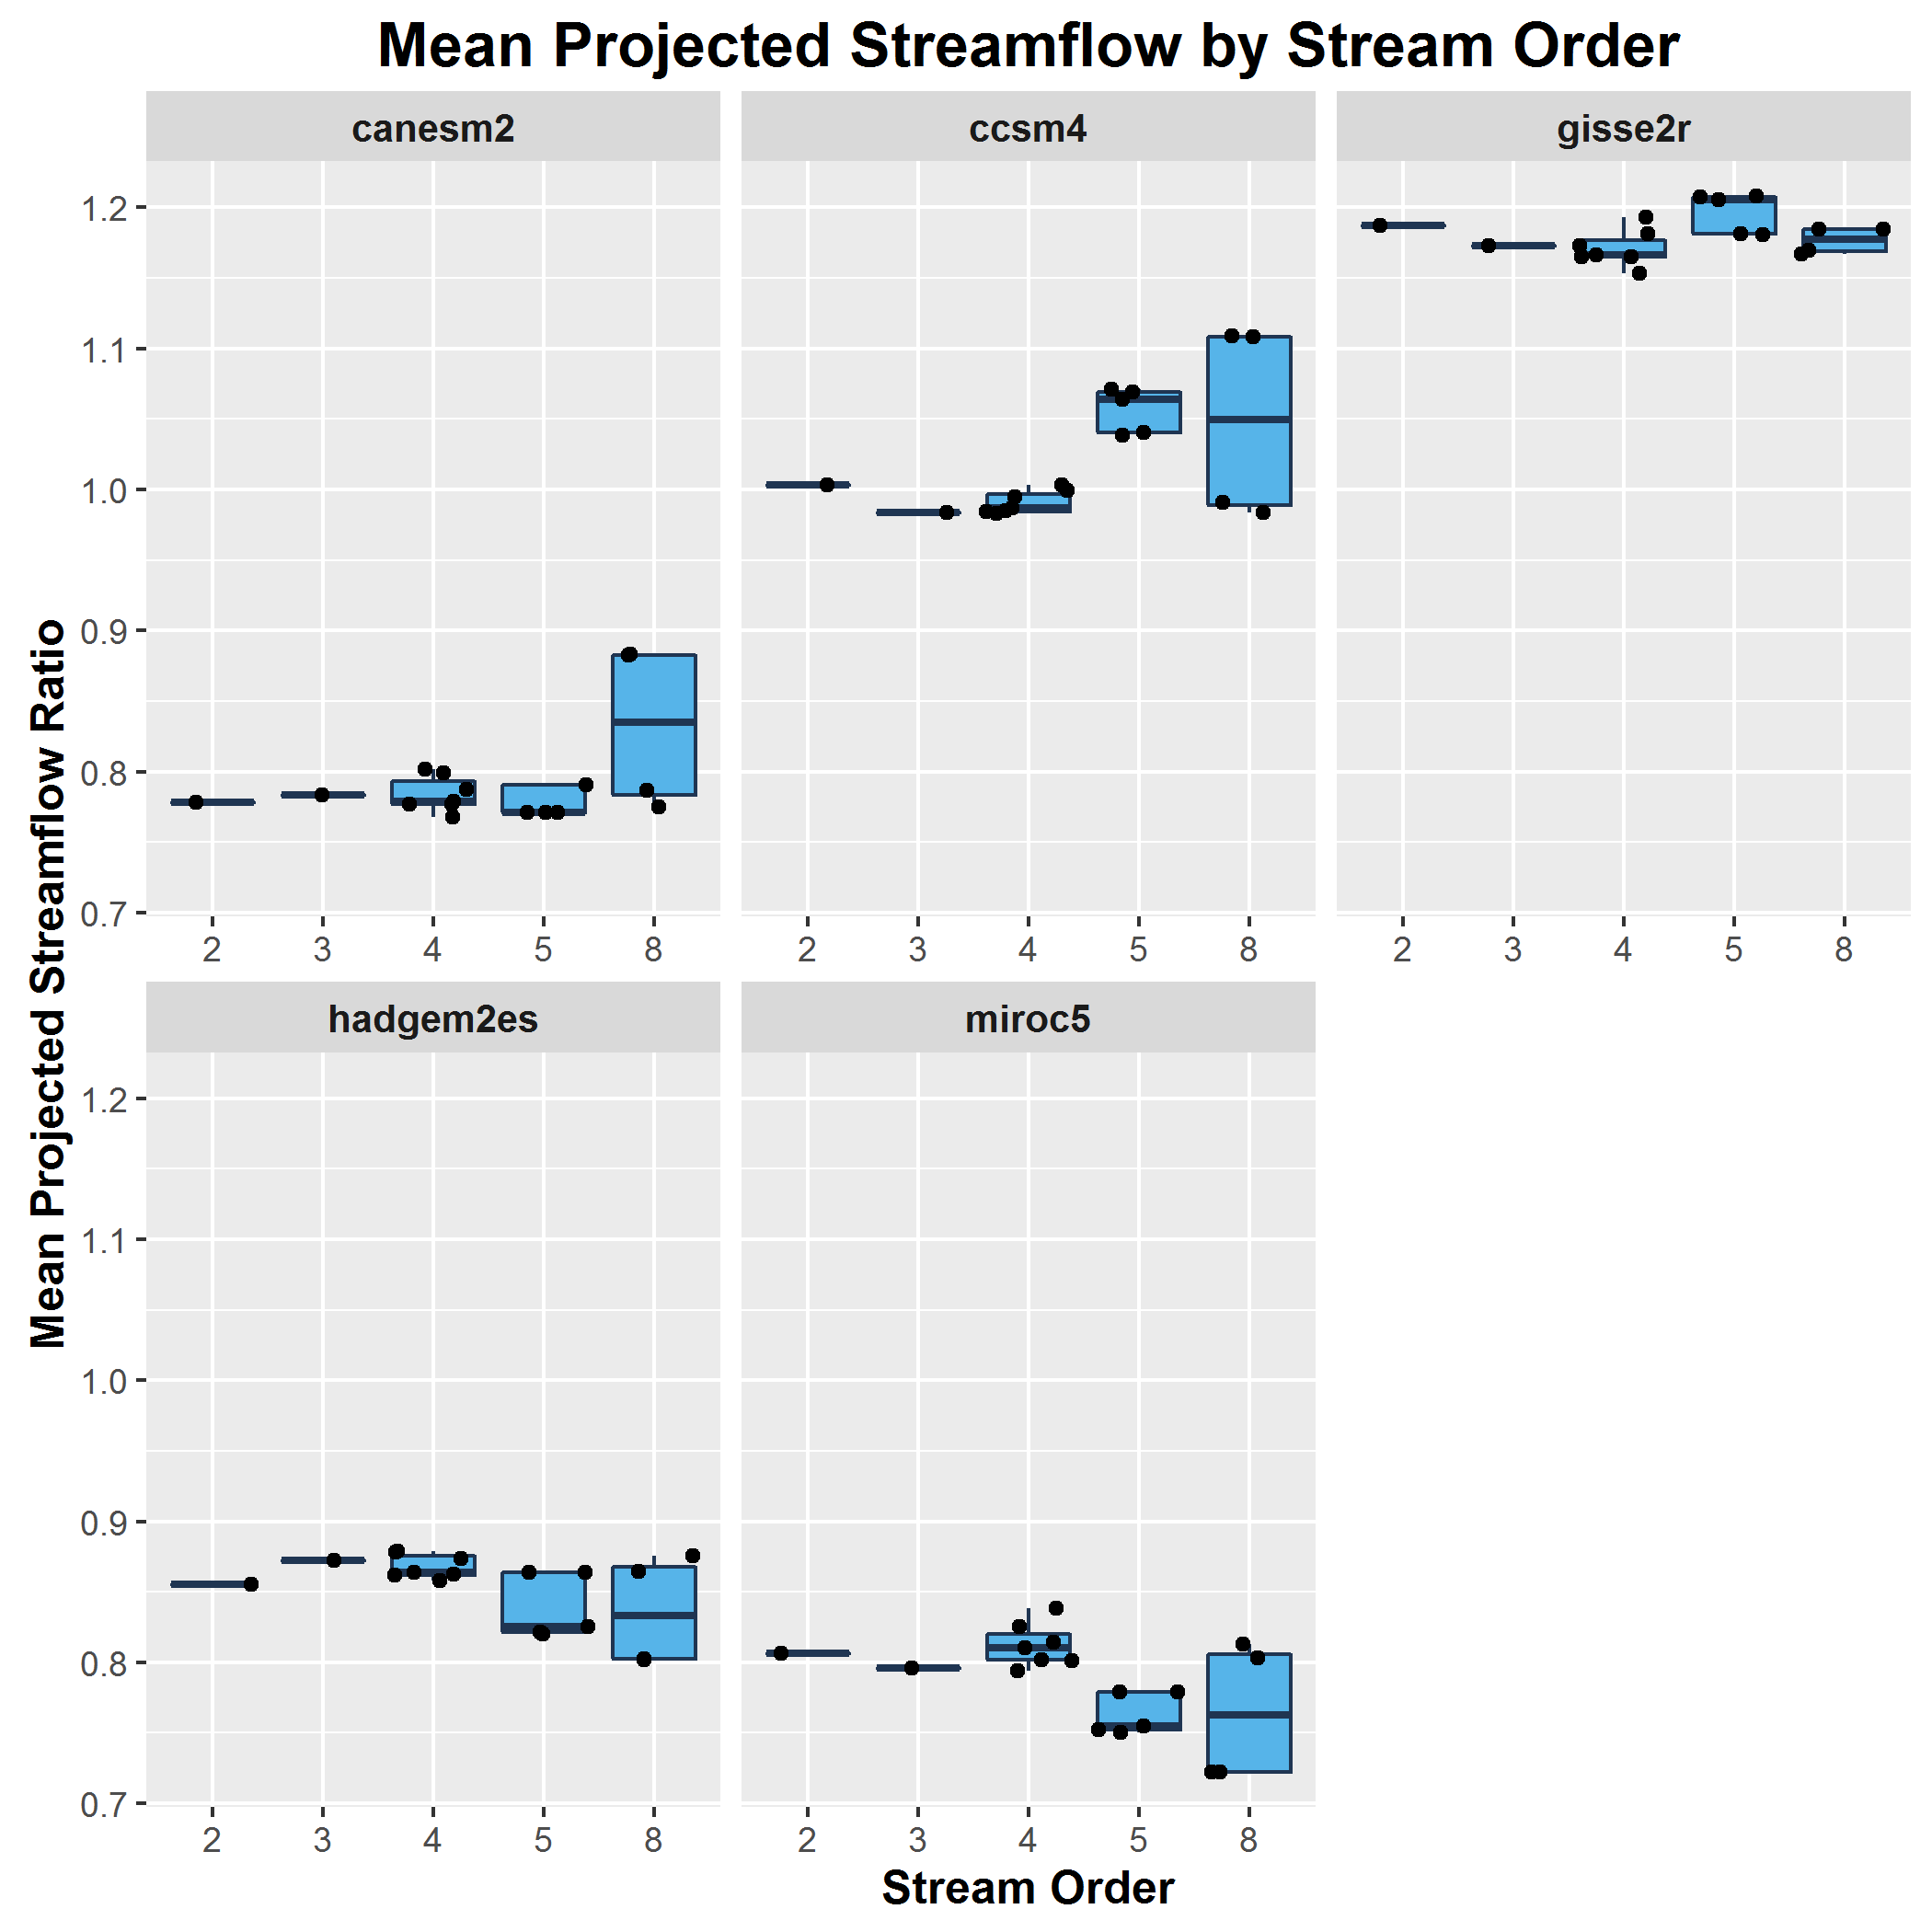 Mean Projected Streamflow by Stream Order
canesm2
ccsm4
gisse2r
Mean Projected Streamflow Ratio
1.2
1.1
1.0
0.9
0.8
0.7
2 3 4 5 8
2 3 4 5 8
2 3 4 5 8
hadgem2es
miroc5
1.2
1.1
1.0
0.9
0.8
0.7
2 3 4 5 8
2 3 4 5 8
Stream Order